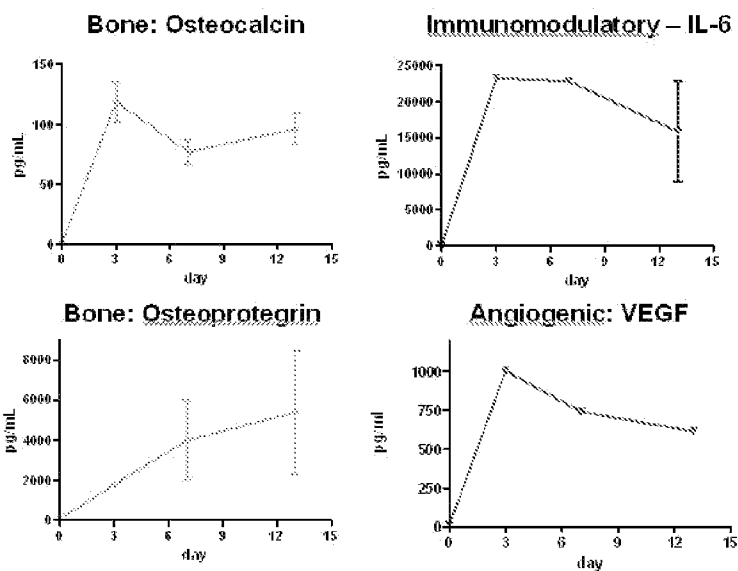 Bone: Osteocalcin
150
100
50
0
pg/mL
0 3 6 9 12 15
day
Immunomodulatory – IL-6
25000
20000
15000
10000
5000
0
pg/mL
0 3 6 9 12 15
day
Bone: Osteoprotegrin
8000
6000
4000
2000
0
pg/mL
0 3 6 9 12 15
day
Angiogenic: VEGF
1000
750
500
250
0
pg/ml
0 3 6 9 12 15
day